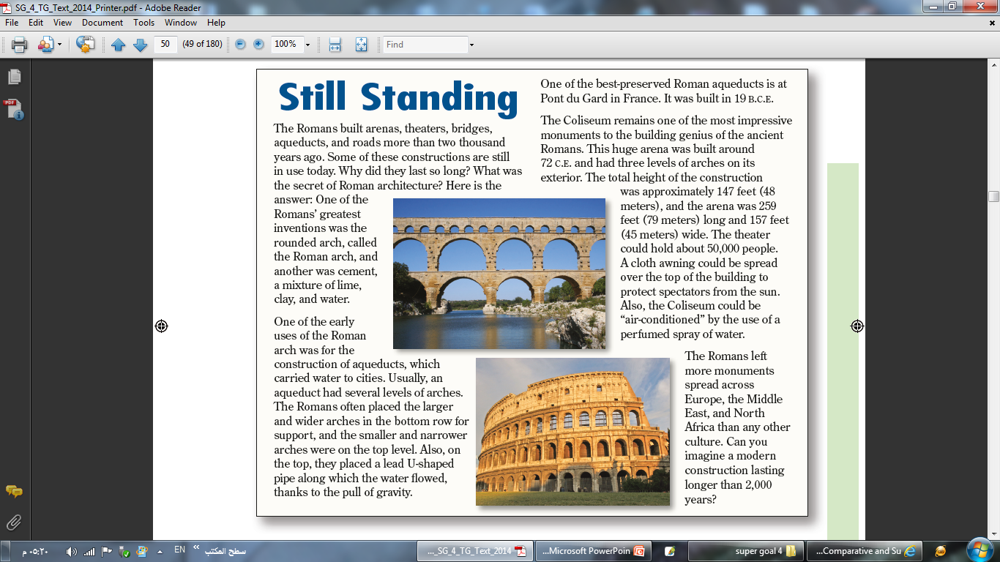 SG_4_TG_Text_2014_Printer.pdf - Adobe Reader
File Edit View Document Tools Window Help
50 (49 of 180) 100% Find
Still Standing
The Romans built arenas, theaters, bridges,
aqueducts, and roads more than two thousand
years ago. Some of these constructions are still
in use today. Why did they last so long? What was
the secret of Roman architecture? Here is the
answer: One of the
Romans’ greatest
inventions was the
rounded arch, called
the Roman arch, and
another was cement,
a mixture of lime,
clay, and water.
One of the early
uses of the Roman
arch was for the
construction of aqueducts, which
carried water to cities. Usually, an
aqueduct had several levels of arches.
The Romans often placed the larger
and wider arches in the bottom row for
support, and the smaller and narrower
arches were on the top level. Also, on
the top, they placed a lead U-shaped
pipe along which the water flowed,
thanks to the pull of gravity.
One of the best-preserved Roman aqueducts is at
Pont du Gard in France. It was built in 19 B.C.E.
The Coliseum remains one of the most impressive
monuments to the building genius of the ancient
Romans. This huge arena was built around
72 C.E. and had three levels of arches on its
exterior. The total height of the construction
was approximately 147 feet (48
meters), and the arena was 259
feet (79 meters) long and 157 feet
(45 meters) wide. The theater
could hold about 50,000 people.
A cloth awning could be spread
over the top of the building to
protect spectators from the sun.
Also, the Coliseum could be
“air-conditioned” by the use of a
perfumed spray of water.
The Romans left
more monuments
spread across
Europe, the Middle
East, and North
Africa than any other
culture. Can you
imagine a modern
construction lasting
longer than 2,000
years?
٠٥:٢٠ م EN سطح المكتب ..._SG_4_TG_Text_2014 ...Microsoft PowerPoin super goal 4 ...Comparative and Su